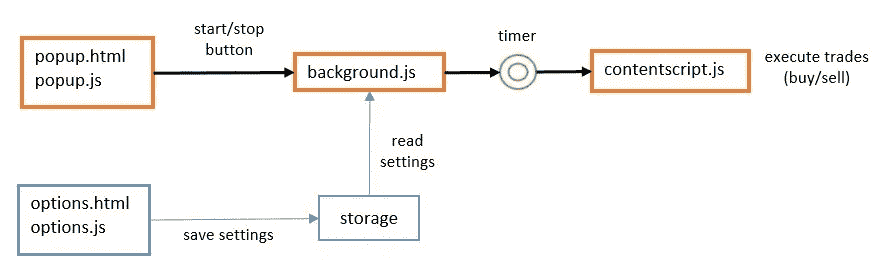 start/stop
button
timer
popup.html
popup.js
background.js
contentscript.js
execute trades
(buy/sell)
read
settings
options.html
options.js
storage
save settings